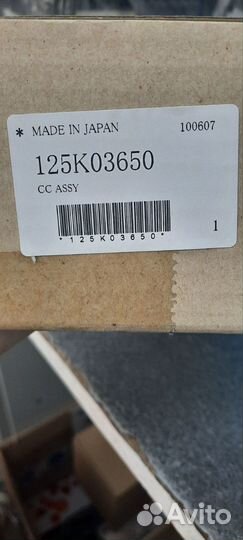 * MADE IN JAPAN 100607
125K03650
CC ASSY
*125K03650*
1
Avito